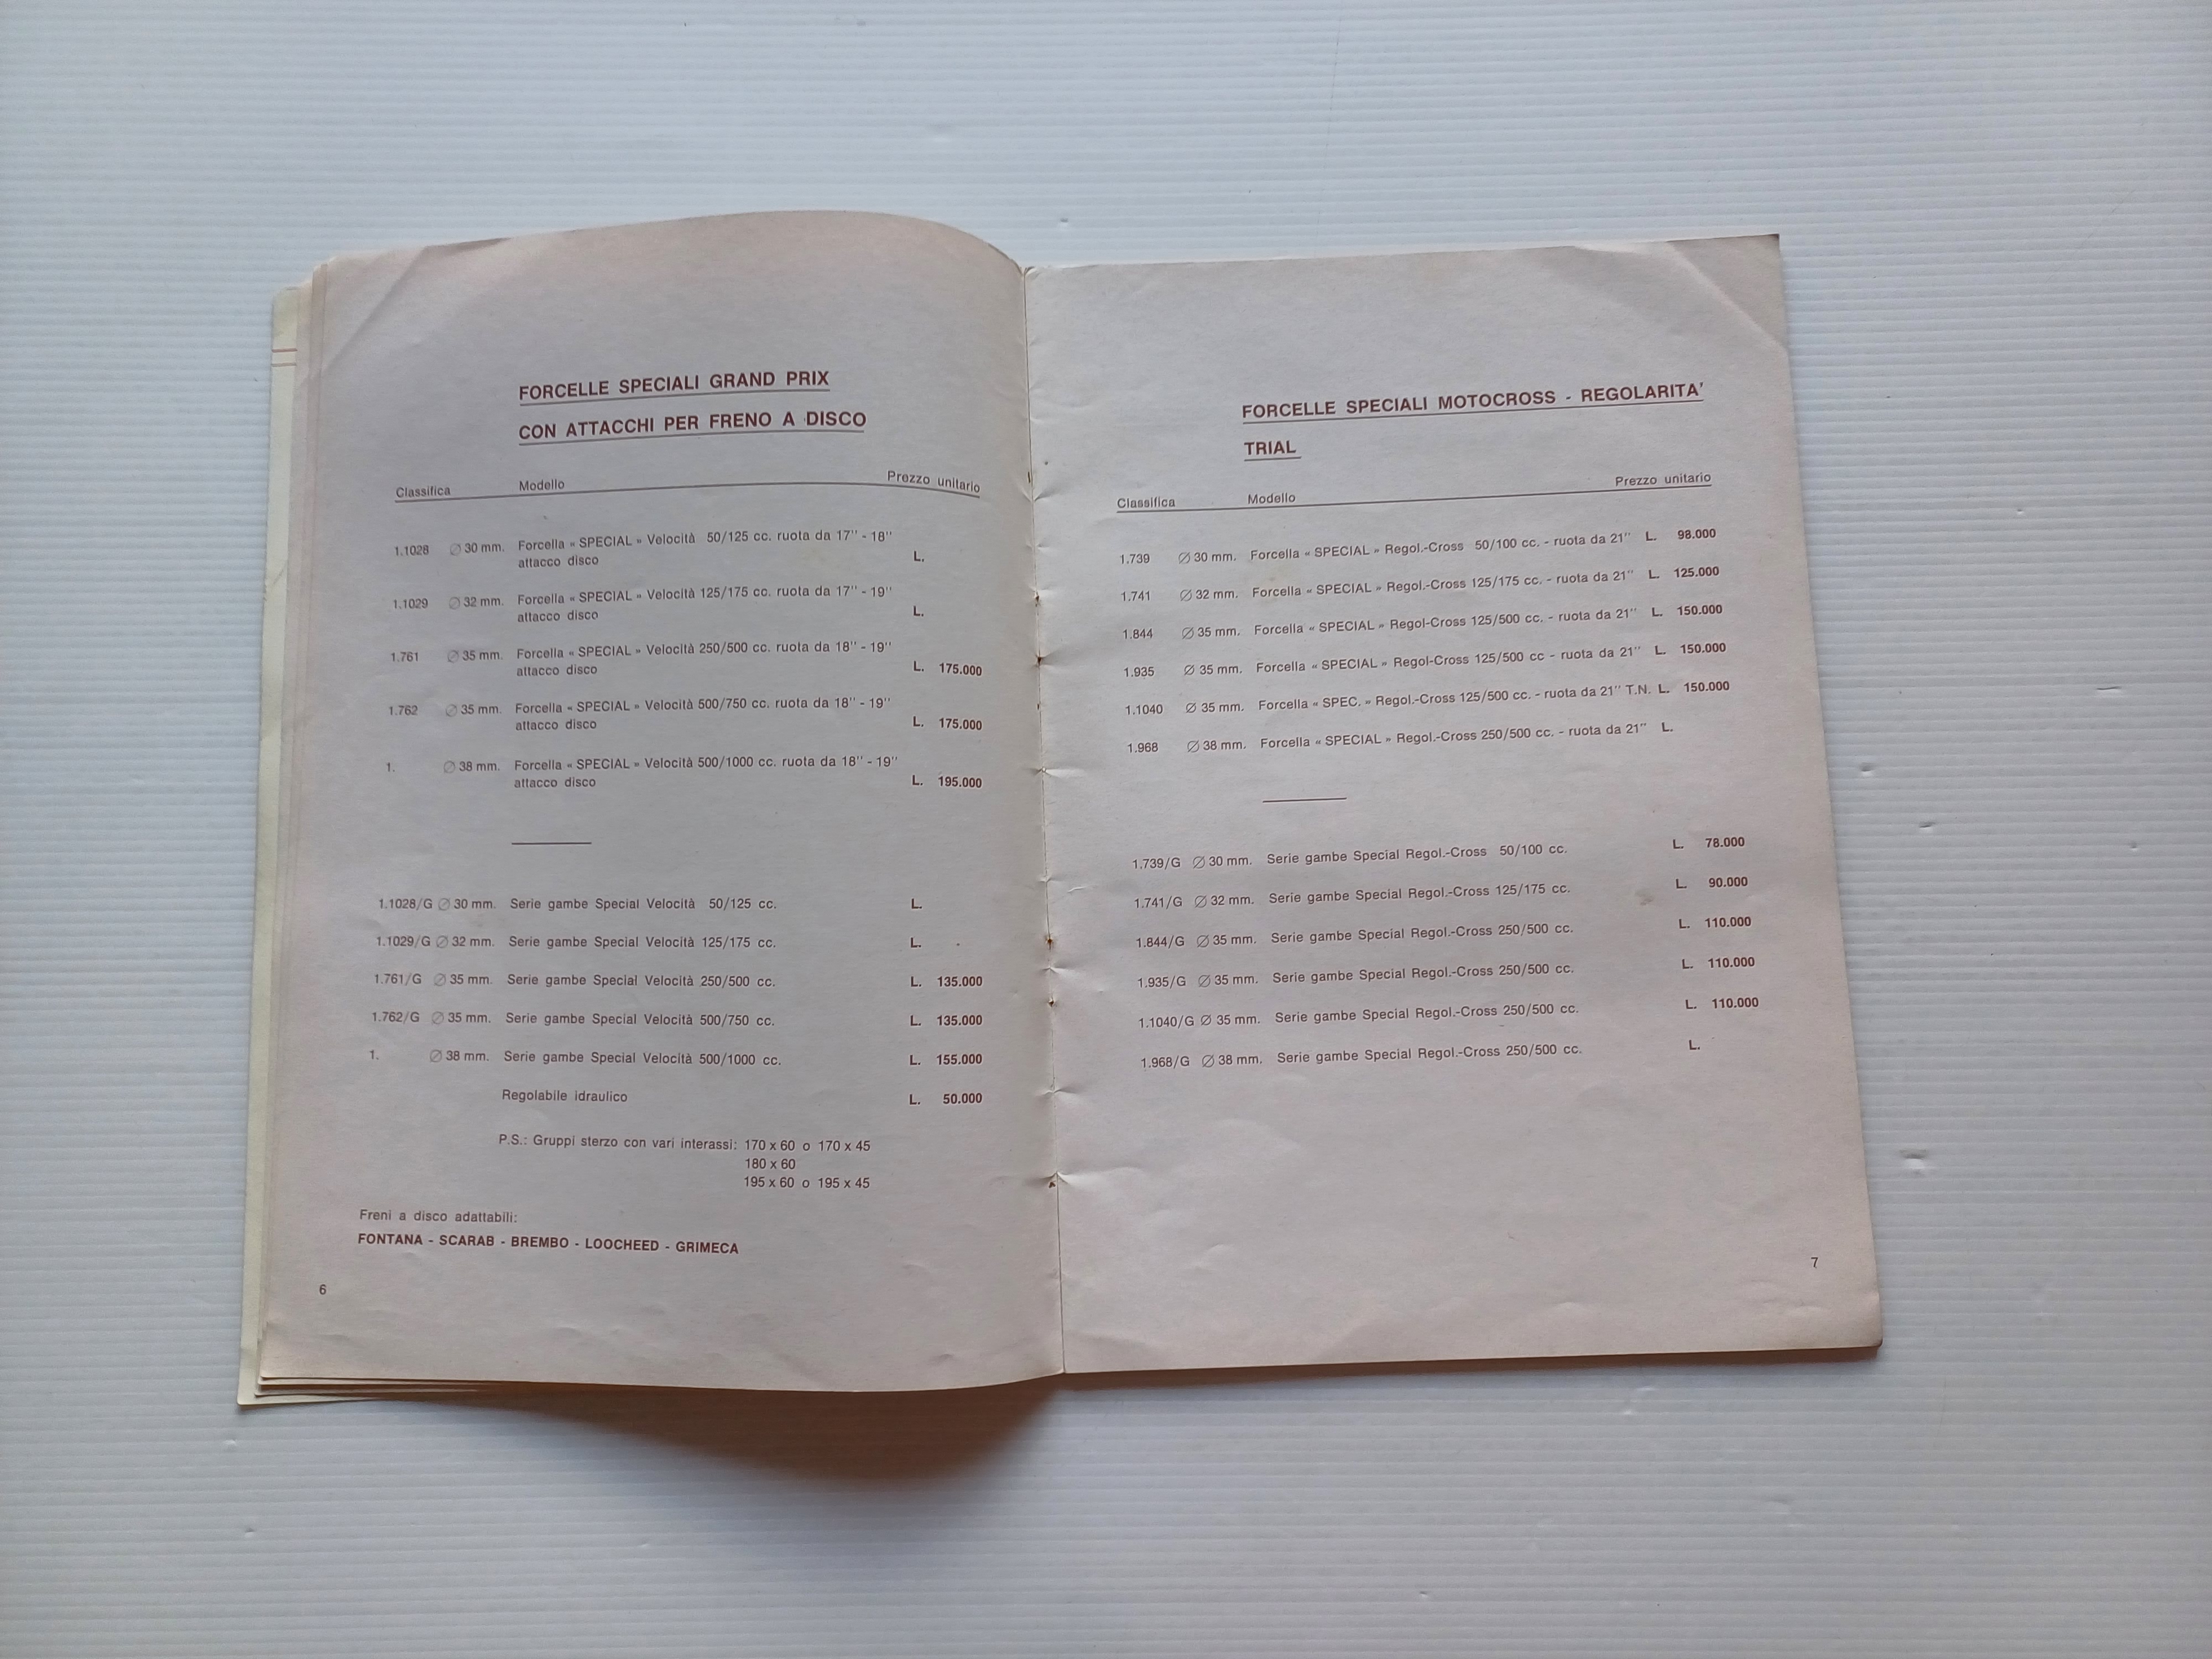 FORCELLE SPECIALI GRAND PRIX
CON ATTACCHI PER FRENO A DISCO
Classifica Modello Prezzo unitario
1.1028 ∅ 30 mm. Forcella « SPECIAL » Velocità 50/125 cc. ruota da 17'' - 18''
attacco disco L.
1.1029 ∅ 32 mm. Forcella « SPECIAL » Velocità 125/175 cc. ruota da 17'' - 19''
attacco disco L.
1.761 ∅ 35 mm. Forcella « SPECIAL » Velocità 250/500 cc. ruota da 18'' - 19''
attacco disco L. 175.000
1.762 ∅ 35 mm. Forcella « SPECIAL » Velocità 500/750 cc. ruota da 18'' - 19''
attacco disco L. 175.000
1. ∅ 38 mm. Forcella « SPECIAL » Velocità 500/1000 cc. ruota da 18'' - 19''
attacco disco L. 195.000
1.1028/G ∅ 30 mm. Serie gambe Special Velocità 50/125 cc. L.
1.1029/G ∅ 32 mm. Serie gambe Special Velocità 125/175 cc. L.
1.761/G ∅ 35 mm. Serie gambe Special Velocità 250/500 cc. L. 135.000
1.762/G ∅ 35 mm. Serie gambe Special Velocità 500/750 cc. L. 135.000
1. ∅ 38 mm. Serie gambe Special Velocità 500/1000 cc. L. 155.000
Regolabile idraulico L. 50.000
P.S.: Gruppi sterzo con vari interassi: 170 x 60 o 170 x 45
180 x 60
195 x 60 o 195 x 45
Freni a disco adattabili:
FONTANA - SCARAB - BREMBO - LOOCHEED - GRIMECA
6
FORCELLE SPECIALI MOTOCROSS - REGOLARITA'
TRIAL
Classifica Modello Prezzo unitario
1.739 ∅ 30 mm. Forcella « SPECIAL » Regol.-Cross 50/100 cc. - ruota da 21'' L. 98.000
1.741 ∅ 32 mm. Forcella « SPECIAL » Regol.-Cross 125/175 cc. - ruota da 21'' L. 125.000
1.844 ∅ 35 mm. Forcella « SPECIAL » Regol-Cross 125/500 cc. - ruota da 21'' L. 150.000
1.935 ∅ 35 mm. Forcella « SPECIAL » Regol-Cross 125/500 cc - ruota da 21'' L. 150.000
1.1040 ∅ 35 mm. Forcella « SPEC. » Regol.-Cross 125/500 cc. - ruota da 21'' T.N. L. 150.000
1.968 ∅ 38 mm. Forcella « SPECIAL » Regol.-Cross 250/500 cc. - ruota da 21'' L.
1.739/G ∅ 30 mm. Serie gambe Special Regol.-Cross 50/100 cc. L. 78.000
1.741/G ∅ 32 mm. Serie gambe Special Regol.-Cross 125/175 cc. L. 90.000
1.844/G ∅ 35 mm. Serie gambe Special Regol.-Cross 250/500 cc. L. 110.000
1.935/G ∅ 35 mm. Serie gambe Special Regol.-Cross 250/500 cc. L. 110.000
1.1040/G ∅ 35 mm. Serie gambe Special Regol.-Cross 250/500 cc. L. 110.000
1.968/G ∅ 38 mm. Serie gambe Special Regol.-Cross 250/500 cc. L.
7